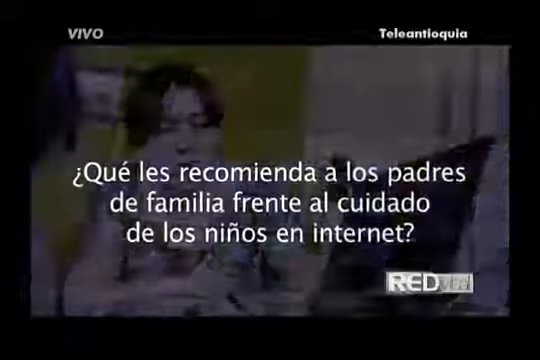 VIVO
Teleantioquia
¿Qué les recomienda a los padres
de familia frente al cuidado
de los niños en internet?
RED